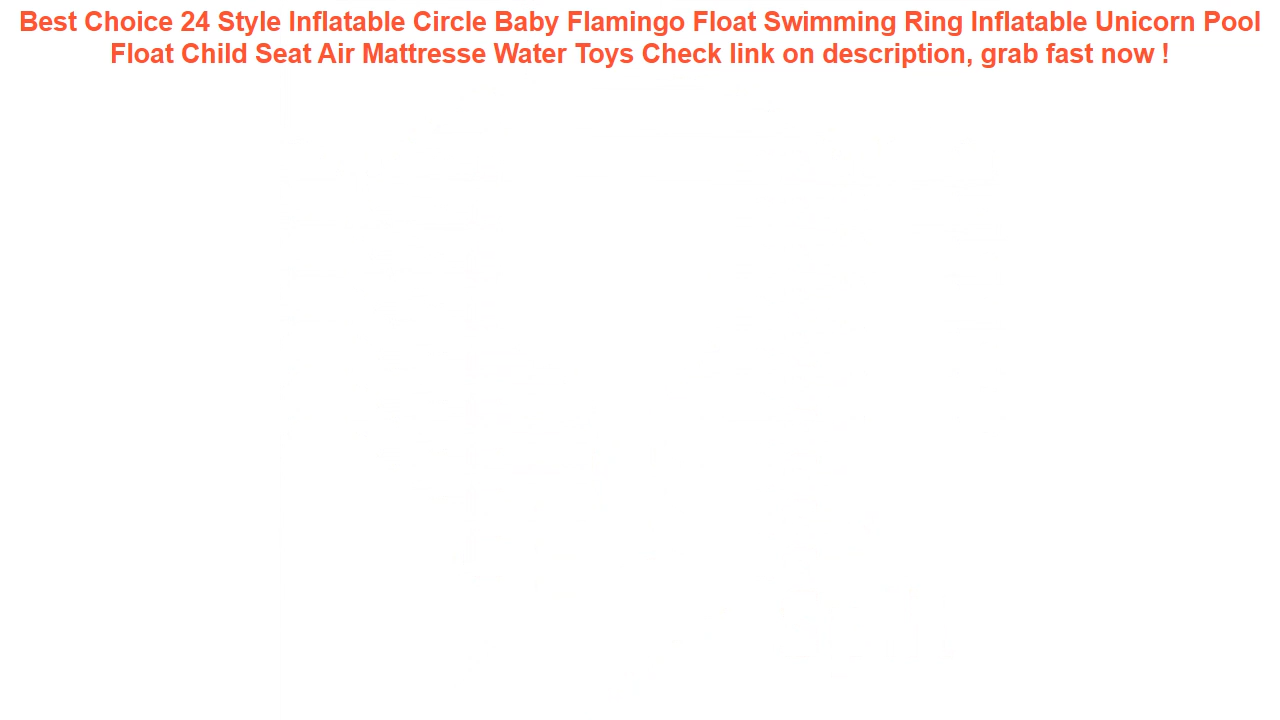 Best Choice 24 Style Inflatable Circle Baby Flamingo Float Swimming Ring Inflatable Unicorn Pool
Float Child Seat Air Mattresse Water Toys Check link on description, grab fast now !